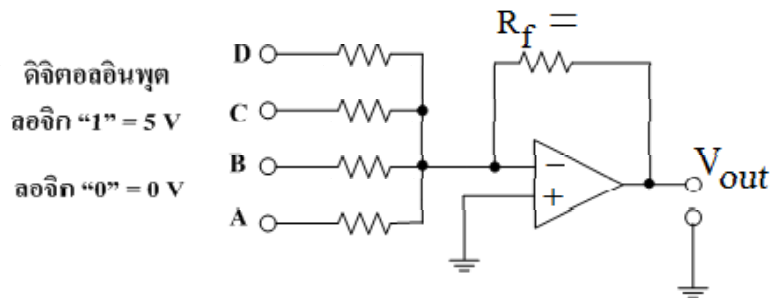 R_f =
D
ดิจิตอลอินพุต
ลอจิก “1” = 5 V
C
B
ลอจิก “0” = 0 V
A
−
+
V_out